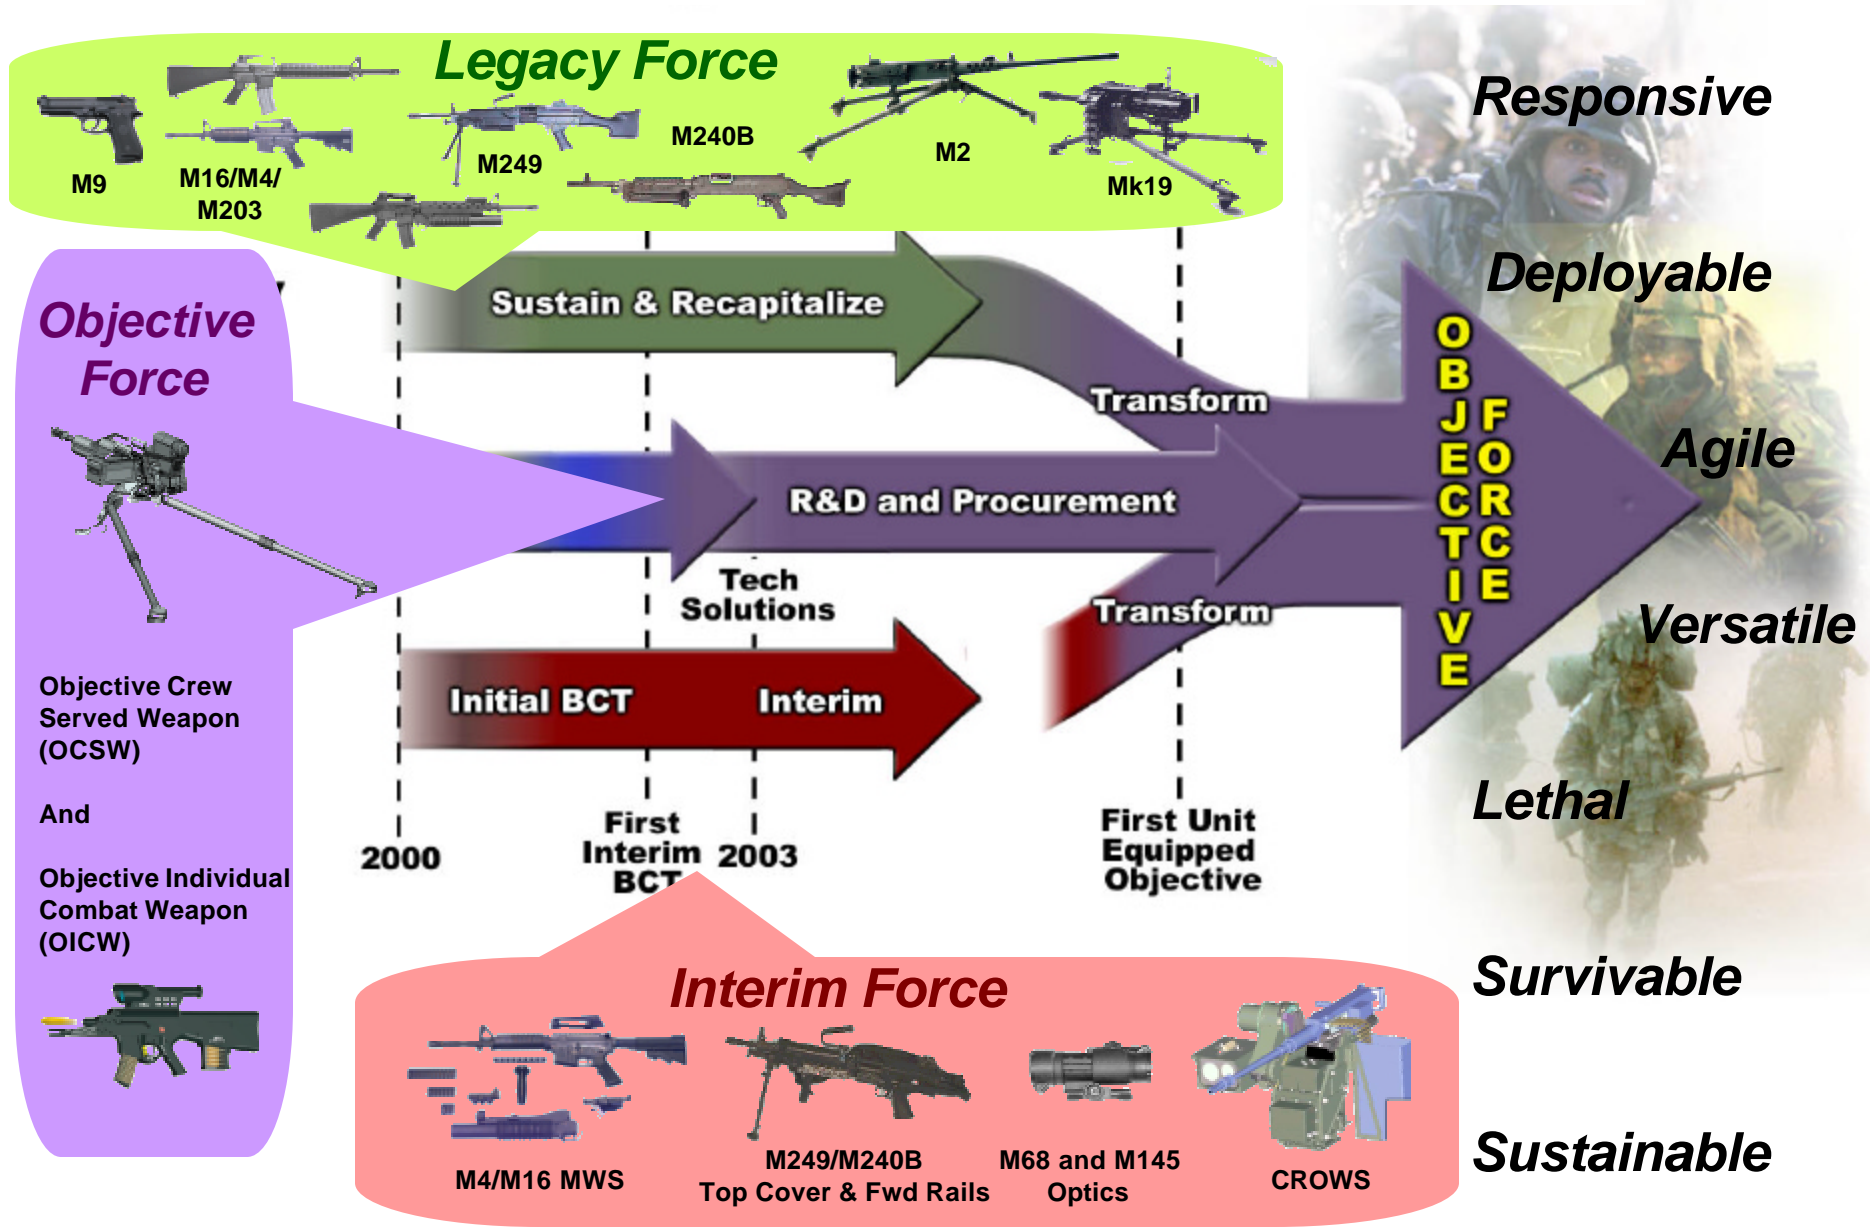 Legacy Force
M9
M16/M4/
M203
M249
M240B
M2
Mk19
Objective
Force
Objective Crew
Served Weapon
(OCSW)
And
Objective Individual
Combat Weapon
(OICW)
Sustain & Recapitalize
Transform
R&D and Procurement
Tech
Solutions
Transform
Initial BCT
Interim
OBJECTIVE
FORCE
2000
First
Interim
BCT
2003
First Unit
Equipped
Objective
Interim Force
M4/M16 MWS
M249/M240B
Top Cover & Fwd Rails
M68 and M145
Optics
CROWS
Responsive
Deployable
Agile
Versatile
Lethal
Survivable
Sustainable